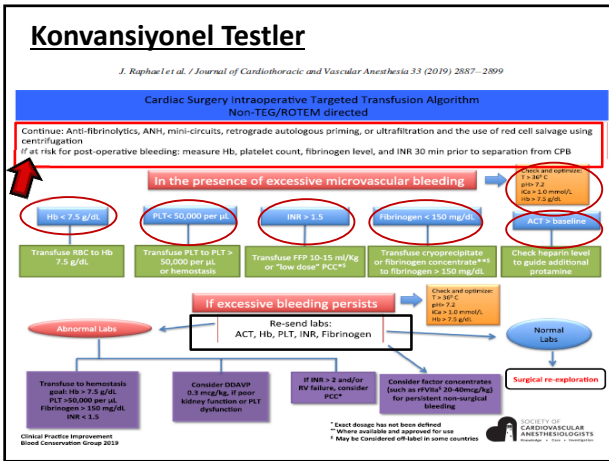 Konvansiyonel Testler
J. Raphael et al. / Journal of Cardiothoracic and Vascular Anesthesia 33 (2019) 2887–2899
Cardiac Surgery Intraoperative Targeted Transfusion Algorithm
Non-TEG/ROTEM directed
Continue: Anti-fibrinolytics, ANH, mini-circuits, retrograde autologous priming, or ultrafiltration and the use of red cell salvage using
centrifugation
If at risk for post-operative bleeding: measure Hb, platelet count, fibrinogen level, and INR 30 min prior to separation from CPB
In the presence of excessive microvascular bleeding
Check and optimize:
T > 36⁰ C
pH> 7.2
iCa > 1.0 mmol/L
Hb > 7.5 g/dL
Hb < 7.5 g/dL
PLT< 50,000 per µL
INR > 1.5
Fibrinogen < 150 mg/dL
ACT > baseline
Transfuse RBC to Hb
7.5 g/dL
Transfuse PLT to PLT >
50,000 per µL
or hemostasis
Transfuse FFP 10-15 ml/Kg
or "low dose" PCC*§
Transfuse cryoprecipitate
or fibrinogen concentrate**§
to fibrinogen > 150 mg/dL
Check heparin level
to guide additional
protamine
If excessive bleeding persists
Check and optimize:
T > 36⁰ C
pH> 7.2
iCa > 1.0 mmol/L
Hb > 7.5 g/dL
Abnormal Labs
Re-send labs:
ACT, Hb, PLT, INR, Fibrinogen
Normal
Labs
Transfuse to hemostasis
goal: Hb > 7.5 g/dL
PLT >50,000 per µL
Fibrinogen > 150 mg/dL
INR < 1.5
Consider DDAVP
0.3 mcg/kg, if poor
kidney function or PLT
dysfunction
If INR > 2 and/or
RV failure, consider
PCC*
Consider factor concentrates
(such as rFVIIa§ 20-40mcg/kg)
for persistent non-surgical
bleeding
Surgical re-exploration
* Exact dosage has not been defined
** Where available and approved for use
§ May be Considered off-label in some countries
Clinical Practice Improvement
Blood Conservation Group 2019
SOCIETY OF
CARDIOVASCULAR
ANESTHESIOLOGISTS
Knowledge • Care • Investigation